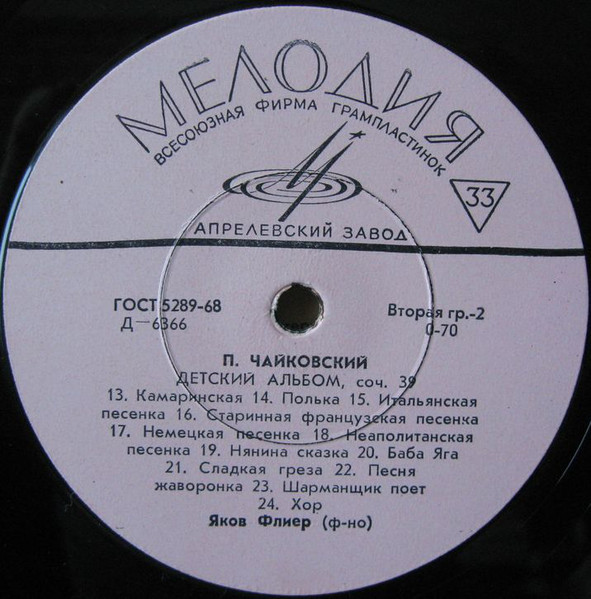 МЕЛОДИЯ
ВСЕСОЮЗНАЯ ФИРМА ГРАМПЛАСТИНОК
33
АПРЕЛЕВСКИЙ ЗАВОД
ГОСТ 5289-68
Д—6366
Вторая гр.-2
0-70
П. ЧАЙКОВСКИЙ
ДЕТСКИЙ АЛЬБОМ, соч. 39
13. Камаринская 14. Полька 15. Итальянская
песенка 16. Старинная французская песенка
17. Немецкая песенка 18. Неаполитанская
песенка 19. Нянина сказка 20, Баба Яга
21. Сладкая греза 22. Песня
жаворонка 23. Шарманщик поет
24. Хор
Яков Флиер (ф-но)